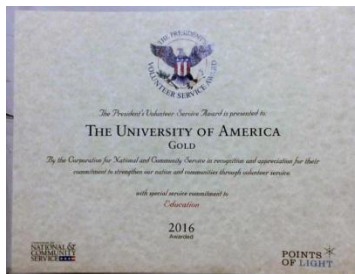 THE PRESIDENT'S
VOLUNTEER SERVICE AWARD
The President's Volunteer Service Award is presented to
THE UNIVERSITY OF AMERICA
GOLD
By the Corporation for National and Community Service in recognition and appreciation for their
commitment to strengthen our nation and communities through volunteer service
with special service commitment to
Education
2016
Awarded
NATIONAL &
COMMUNITY
SERVICE
POINTS
OF LIGHT